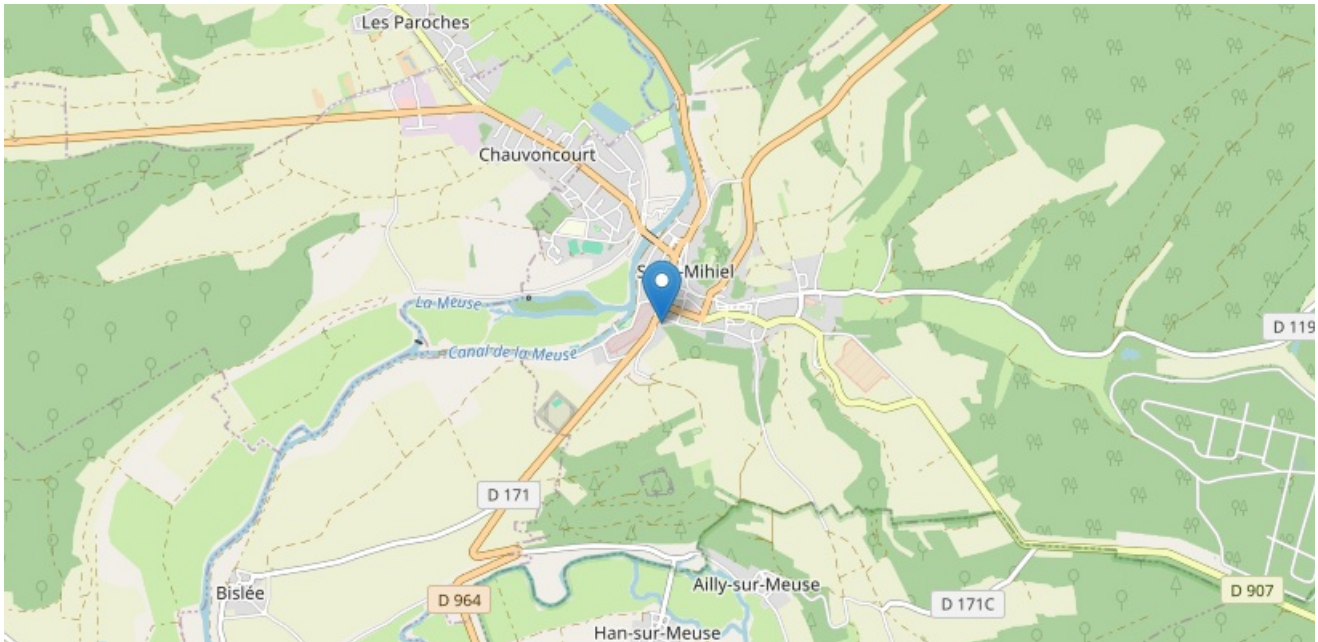 Les Paroches
Chauvoncourt
S -Mihiel
La Meuse
Canal de la Meuse
D 119
D 171
Bislée
D 964
Ailly-sur-Meuse
D 171C
D 907
Han-sur-Meuse